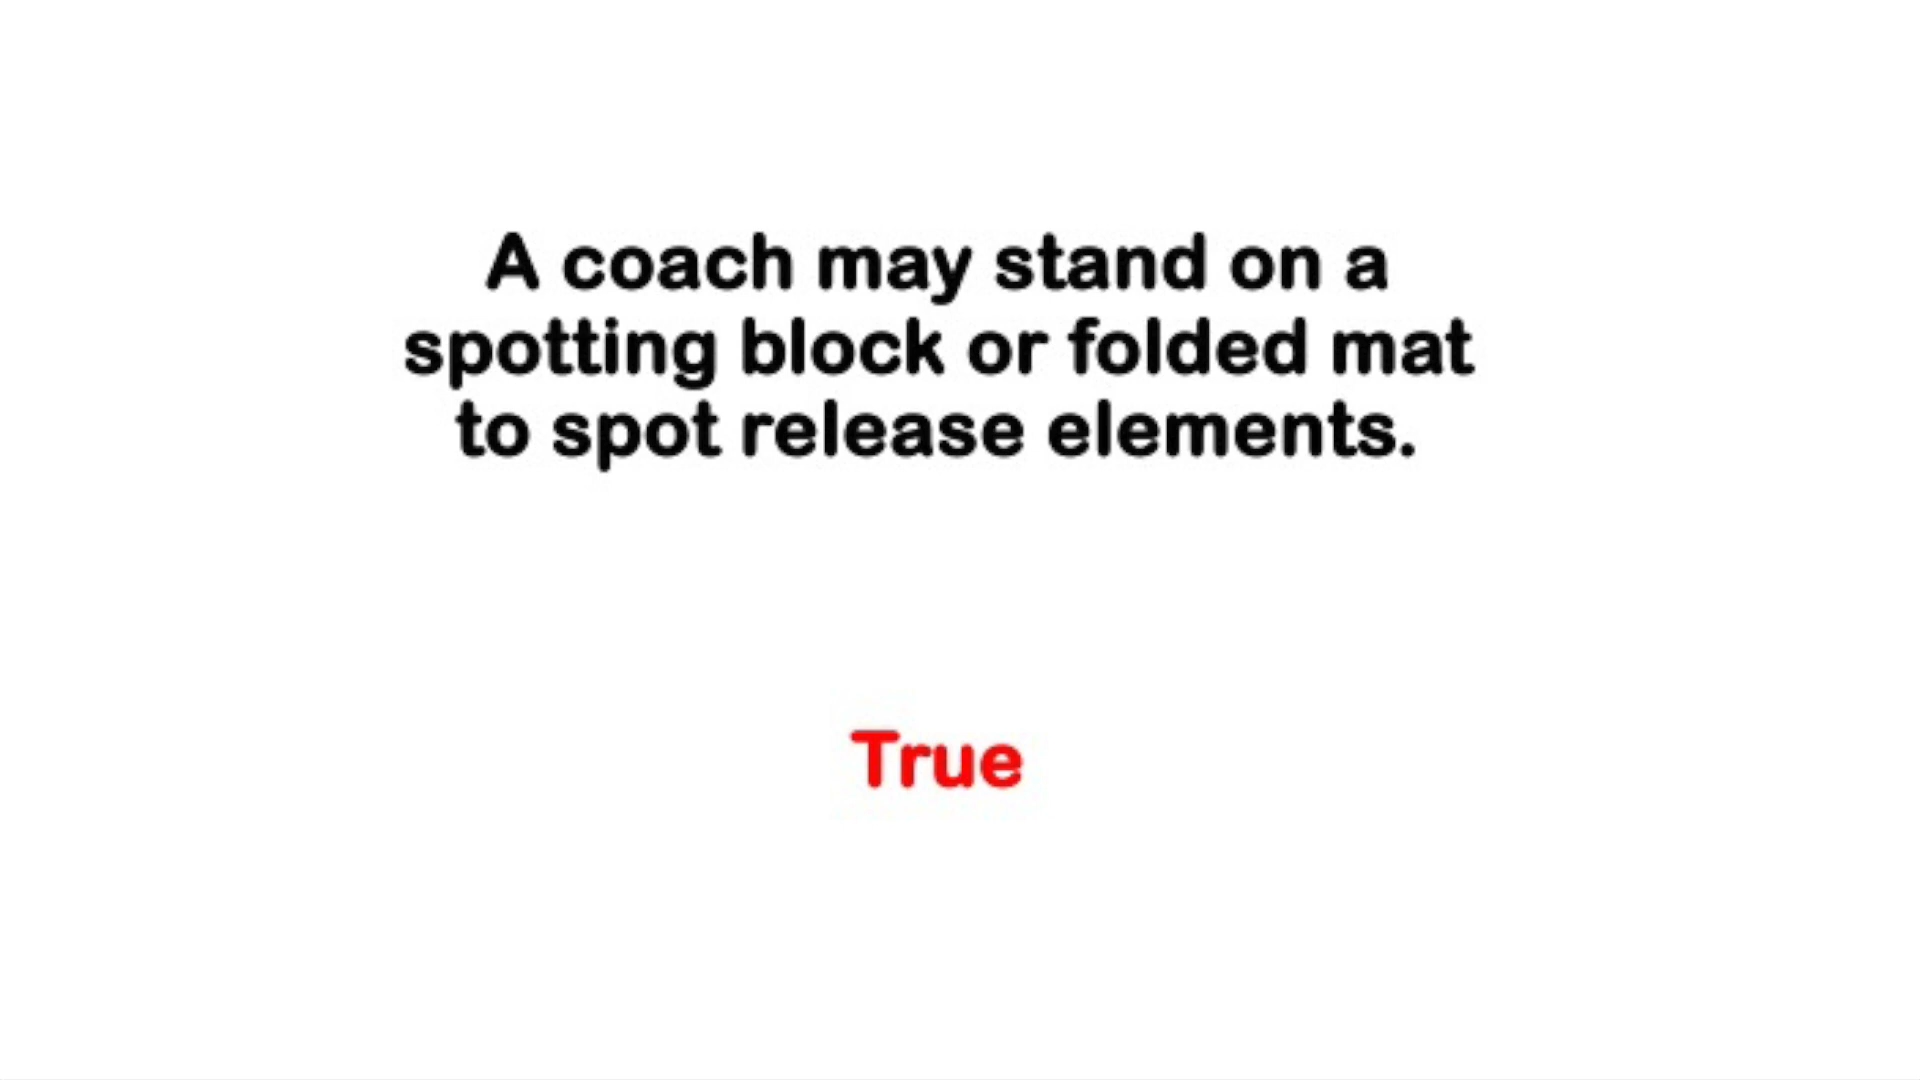 A coach may stand on a
spotting block or folded mat
to spot release elements.
True